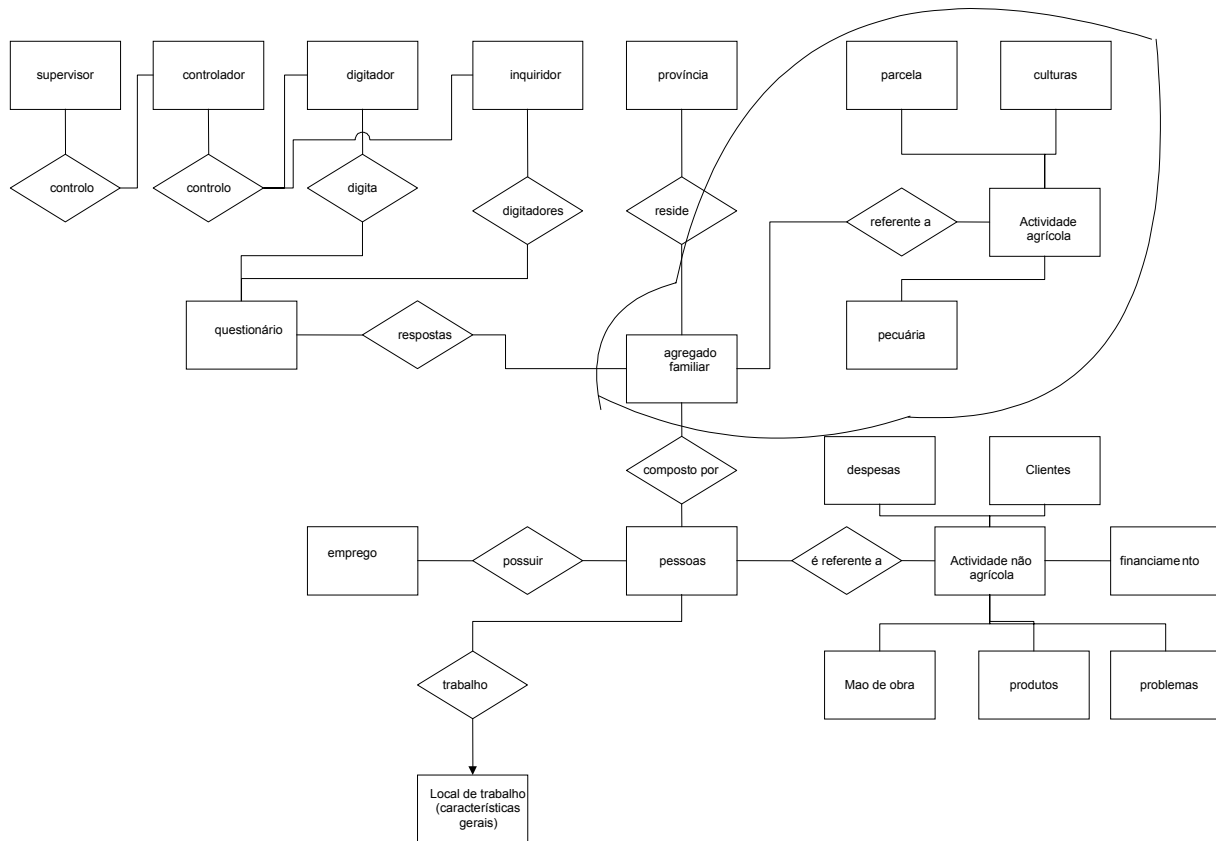 supervisor
controlador
digitador
inquiridor
província
parcela
culturas
controlo
controlo
digita
digitadores
reside
referente a
Actividade
agrícola
questionário
respostas
agregado
familiar
pecuária
composto por
despesas
Clientes
emprego
possuir
pessoas
é referente a
Actividade não
agrícola
financiamento
trabalho
Mao de obra
produtos
problemas
Local de trabalho
(características
gerais)